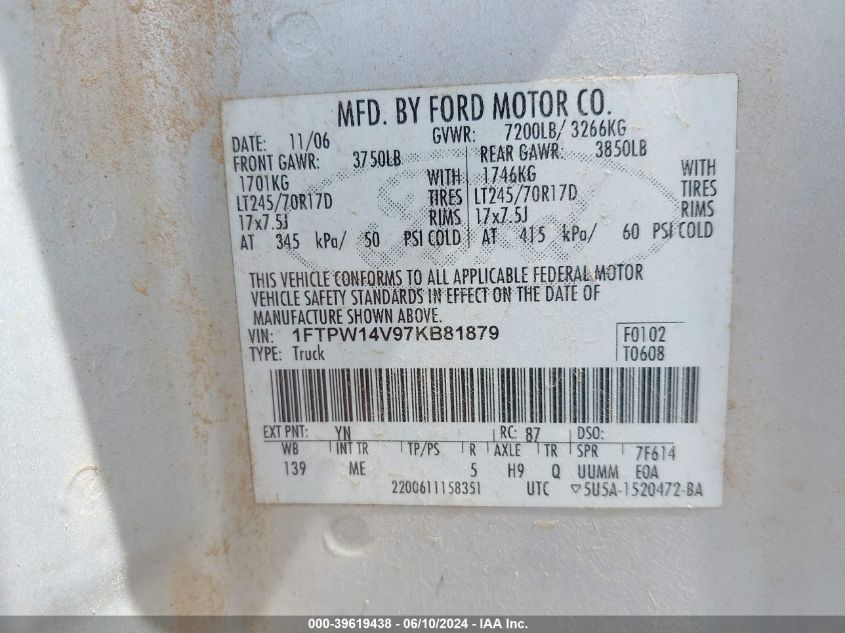 MFD. BY FORD MOTOR CO.
DATE: 11/06 GVWR: 7200LB/ 3266KG
FRONT GAWR: 3750LB REAR GAWR: 3850LB
1701KG WITH 1746KG WITH
LT245/70R17D TIRES LT245/70R17D TIRES
17x7.5J RIMS 17x7.5J RIMS
AT 345 kPa/ 50 PSI COLD AT 415 kPa/ 60 PSI COLD
THIS VEHICLE CONFORMS TO ALL APPLICABLE FEDERAL MOTOR
VEHICLE SAFETY STANDARDS IN EFFECT ON THE DATE OF
MANUFACTURE SHOWN ABOVE.
VIN: 1FTPW14V97KB81879 F0102
TYPE: Truck T0608
EXT PNT: YN RC: 87 DSO:
WB INT TR TP/PS R AXLE TR SPR 7F614
139 ME 5 H9 Q UUMM EOA
2200611158351 UTC ▽5U5A-1520472-BA
000-39619438 - 06/10/2024 - © IAA, Inc.